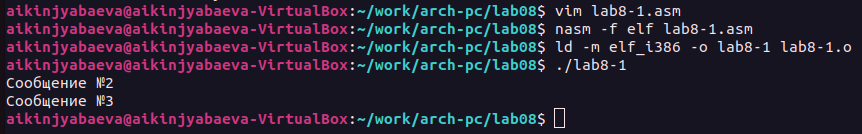 aikinjyabaeva@aikinjyabaeva-VirtualBox:~/work/arch-pc/lab08$ vim lab8-1.asm
aikinjyabaeva@aikinjyabaeva-VirtualBox:~/work/arch-pc/lab08$ nasm -f elf lab8-1.asm
aikinjyabaeva@aikinjyabaeva-VirtualBox:~/work/arch-pc/lab08$ ld -m elf_i386 -o lab8-1 lab8-1.o
aikinjyabaeva@aikinjyabaeva-VirtualBox:~/work/arch-pc/lab08$ ./lab8-1
Сообщение №2
Сообщение №3
aikinjyabaeva@aikinjyabaeva-VirtualBox:~/work/arch-pc/lab08$